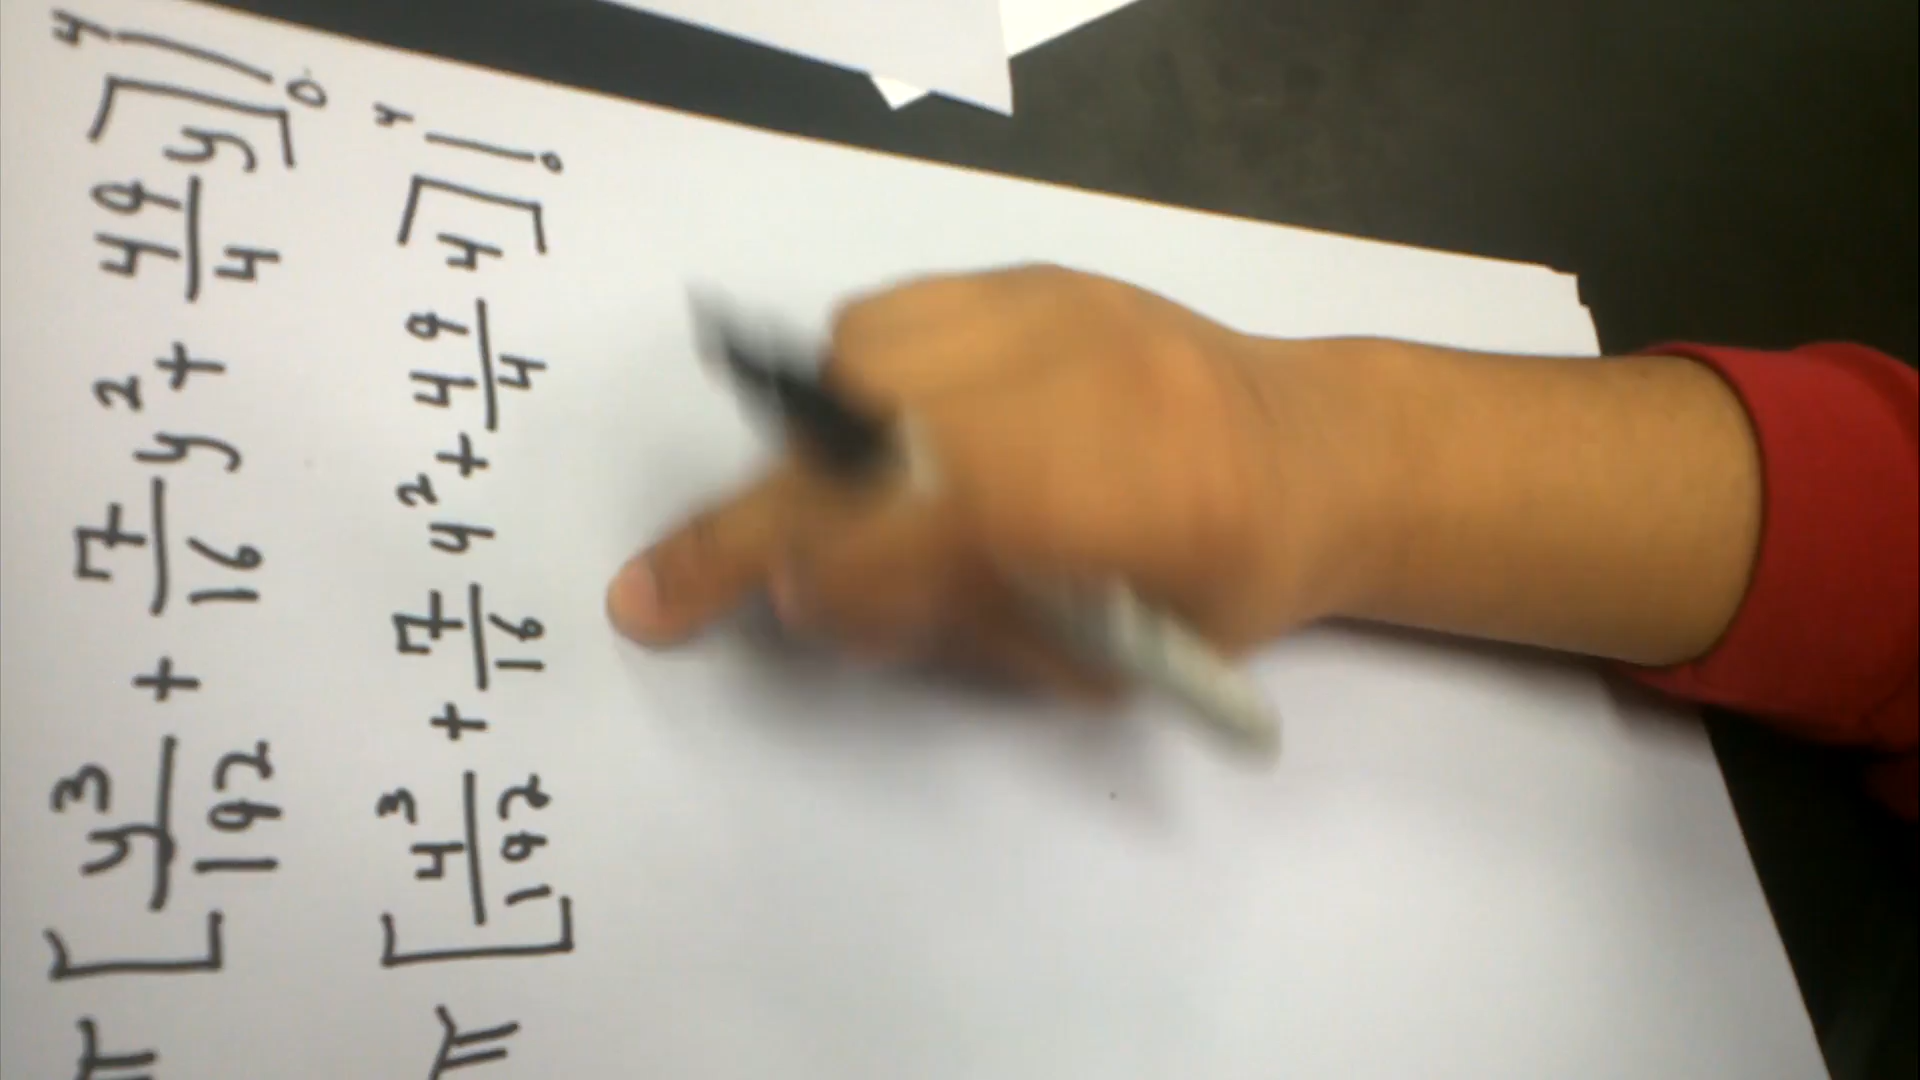 π [y³/192 + 7/16 y² + 49/4 y] |₀⁴
π [4³/192 + 7/16 4² + 49/4 4] |₀⁴